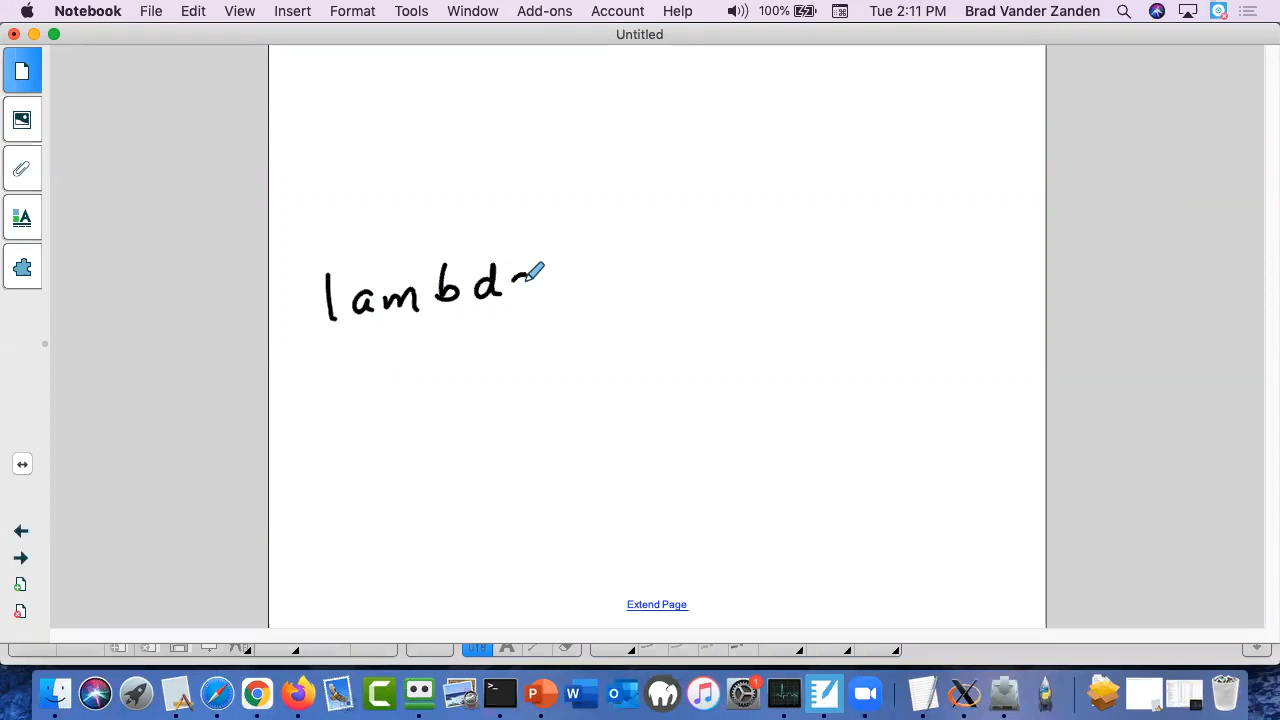 Notebook File Edit View Insert Format Tools Window Add-ons Account Help 100% Tue 2:11 PM Brad Vander Zanden
Untitled
lambd
Extend Page